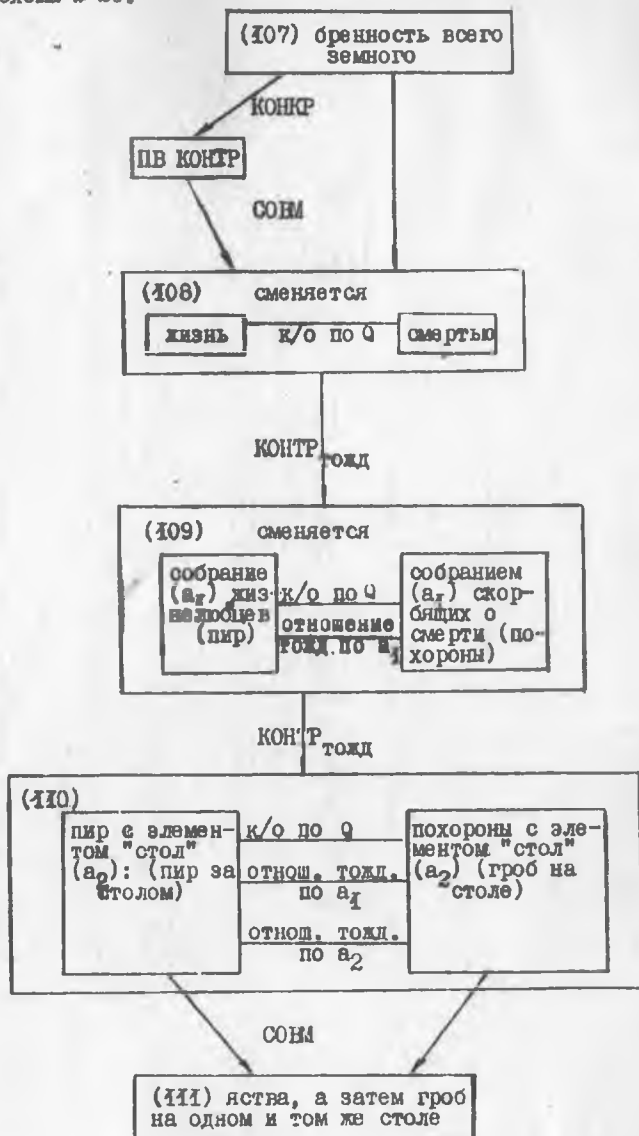 (107) бренность всего
земного
КОНКР
ПВ КОНТР
СОВМ
(108) сменяется
жизнь к/о по Q смертью
КОНТР тожд
(109) сменяется
собрание к/о по Q собранием
(a1) жиз- (a1) скор-
нелюбцев отношение бящих о
(пир) тожд. по a1 смерти (по-
хороны)
КОНТР тожд
(110)
пир с элемен- к/о по Q похороны с эле-
том "стол" ментом "стол"
(a2): (пир за отнош. тожд. (a2) (гроб на
столом) по a1 столе)
отнош. тожд.
по a2
СОВМ
(111) яства, а затем гроб
на одном и том же столе